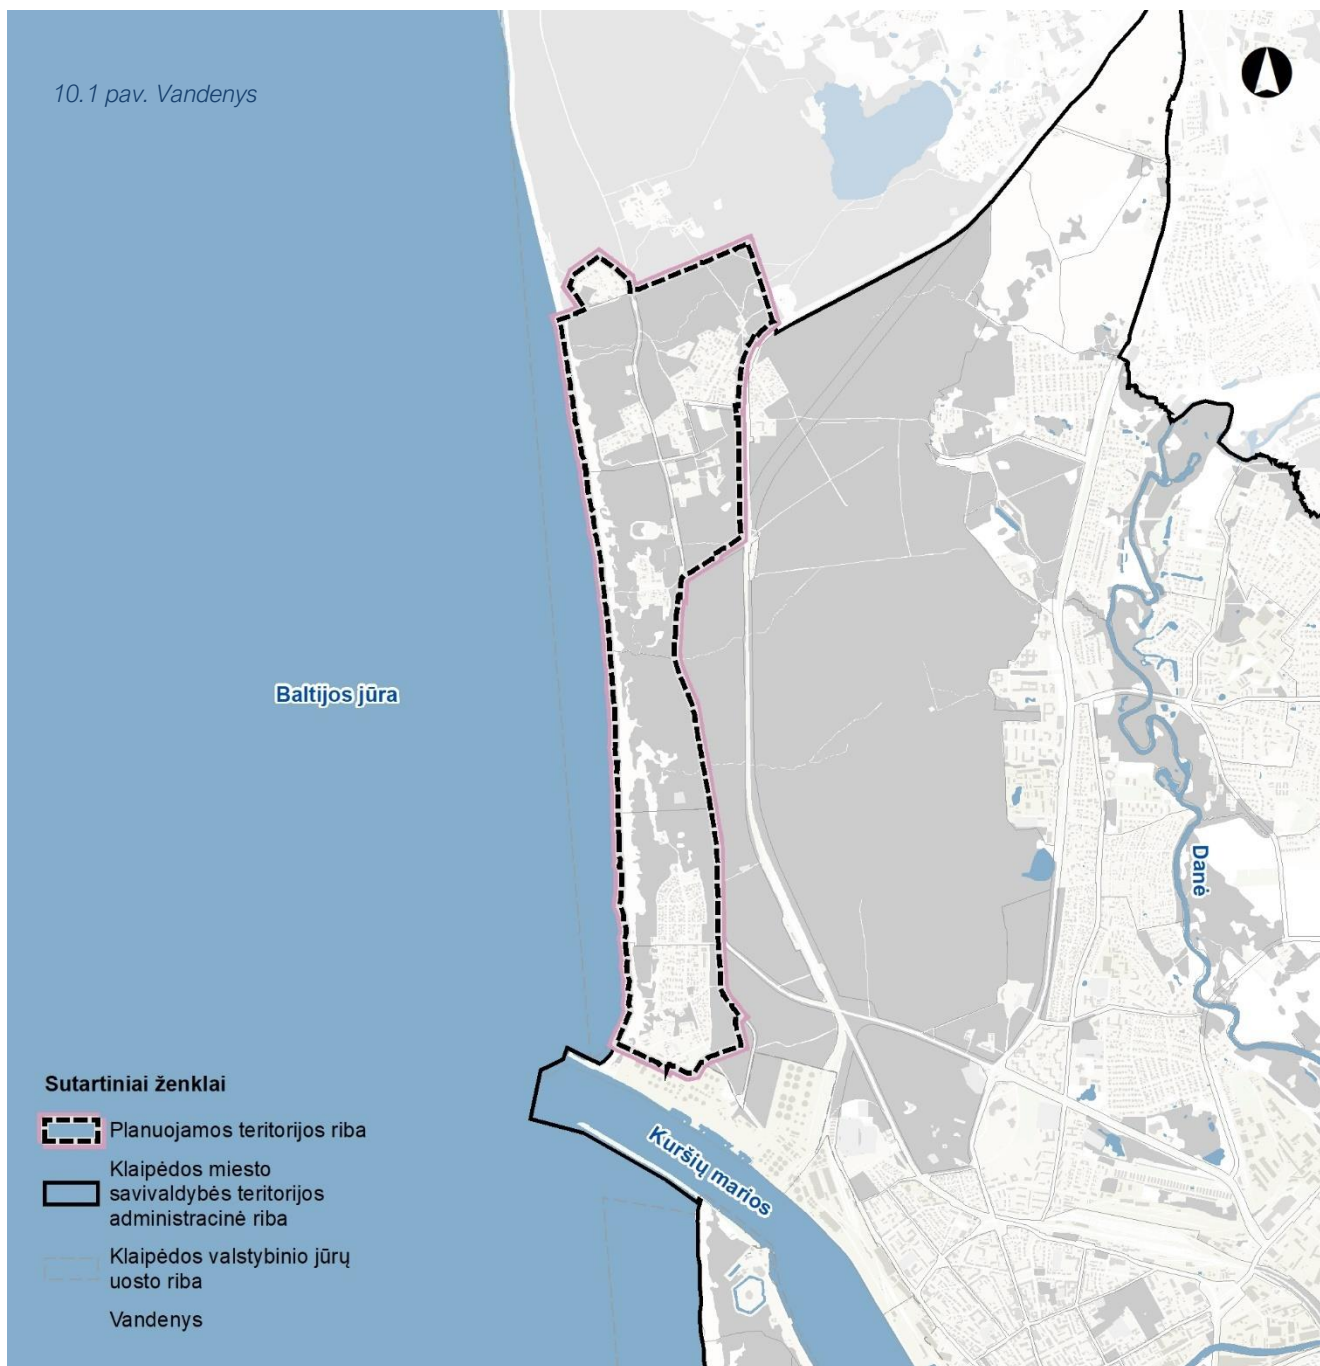 10.1 pav. Vandenys
Baltijos jūra
Danė
Kuršių marios
Sutartiniai ženklai
Planuojamos teritorijos riba
Klaipėdos miesto
savivaldybės teritorijos
administracinė riba
Klaipėdos valstybinio jūrų
uosto riba
Vandenys